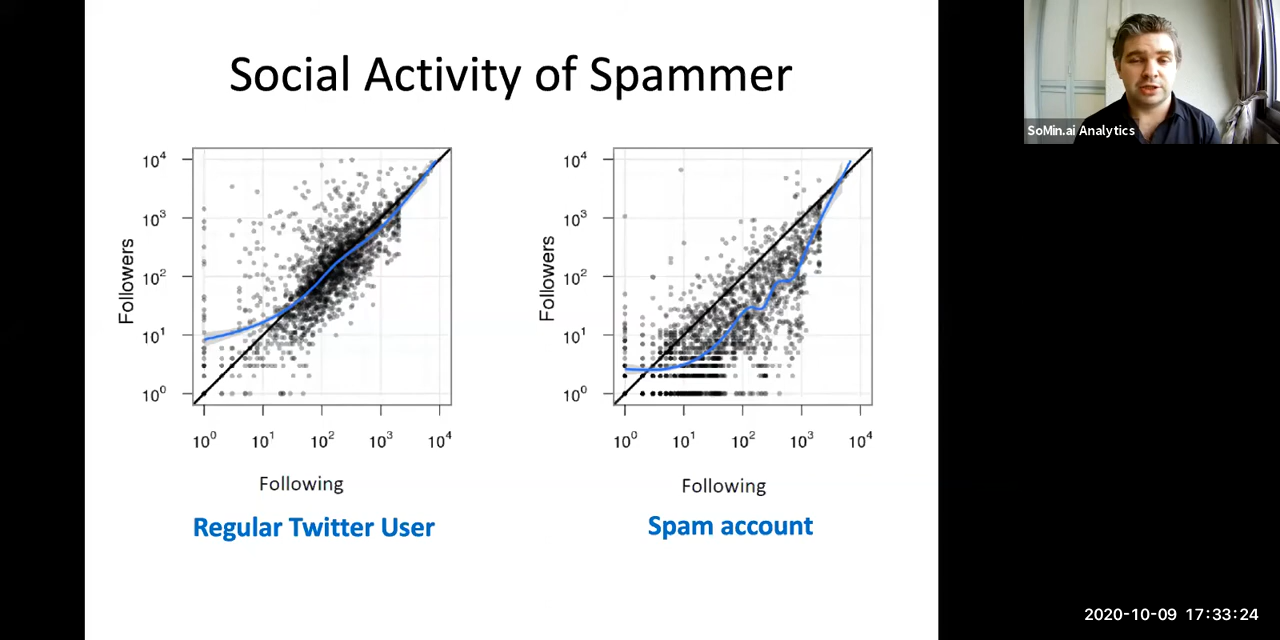 Social Activity of Spammer
SoMin.ai Analytics
Followers
10⁴
10³
10²
10¹
10⁰
10⁰ 10¹ 10² 10³ 10⁴
Following
Regular Twitter User
Followers
10⁴
10³
10²
10¹
10⁰
10⁰ 10¹ 10² 10³ 10⁴
Following
Spam account
2020-10-09 17:33:24